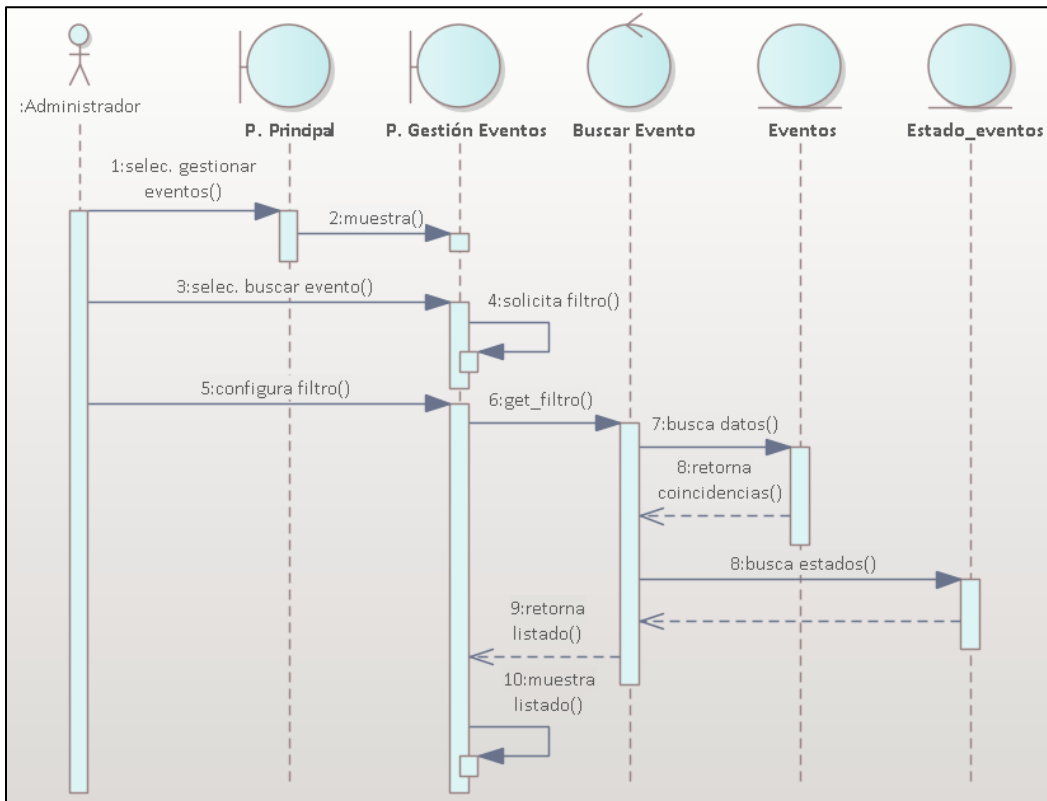 :Administrador
P. Principal
P. Gestión Eventos
Buscar Evento
Eventos
Estado_eventos
1:selec. gestionar
eventos()
2:muestra()
3:selec. buscar evento()
4:solicita filtro()
5:configura filtro()
6:get_filtro()
7:busca datos()
8:retorna
coincidencias()
8:busca estados()
9:retorna
listado()
10:muestra
listado()